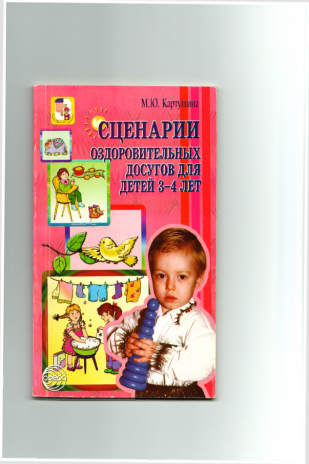 М.Ю. Картушина
СЦЕНАРИИ
ОЗДОРОВИТЕЛЬНЫХ
ДОСУГОВ ДЛЯ
ДЕТЕЙ 3–4 ЛЕТ